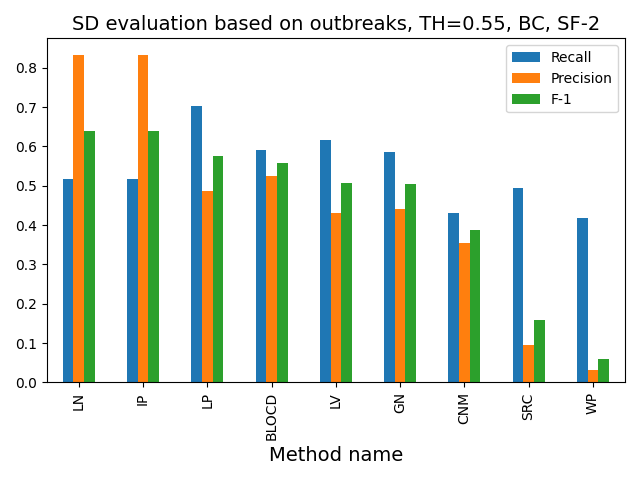 SD evaluation based on outbreaks, TH=0.55, BC, SF-2
Recall
Precision
F-1
0.8
0.7
0.6
0.5
0.4
0.3
0.2
0.1
0.0
LN
IP
LP
BLOCD
LV
GN
CNM
SRC
WP
Method name